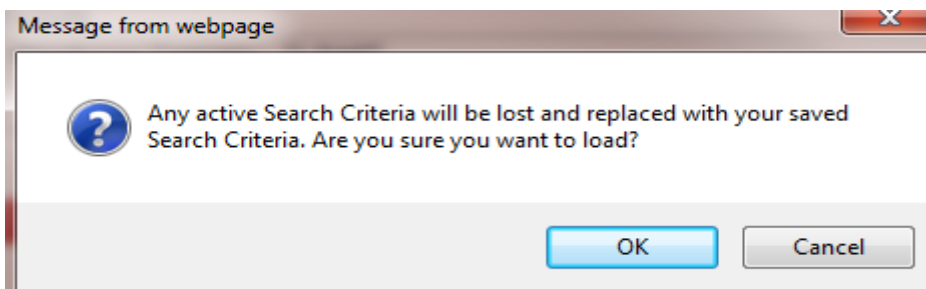 Message from webpage
Any active Search Criteria will be lost and replaced with your saved
Search Criteria. Are you sure you want to load?
OK
Cancel